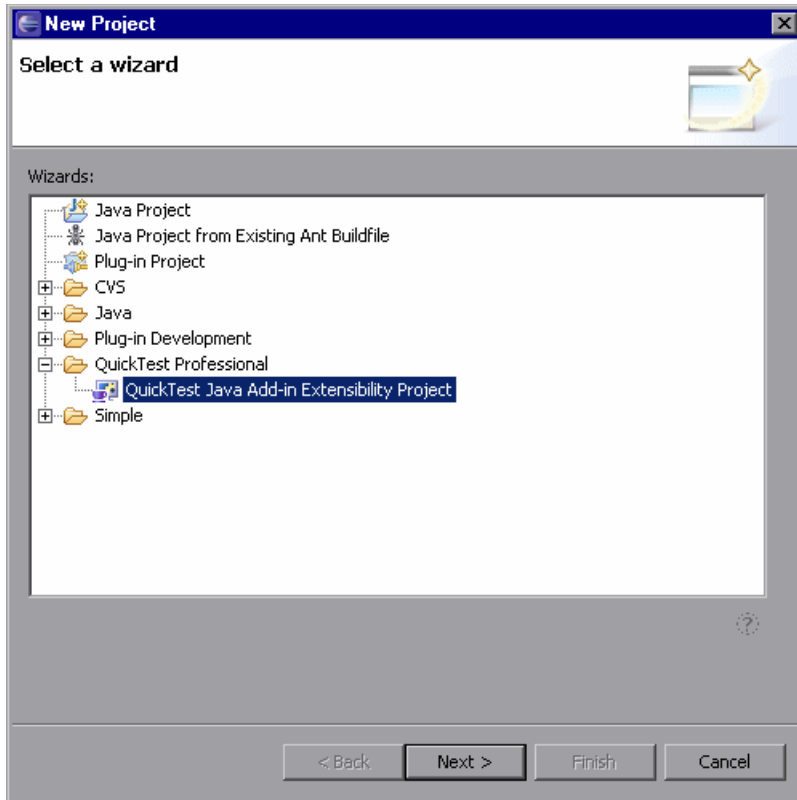 New Project
Select a wizard
Wizards:
Java Project
Java Project from Existing Ant Buildfile
Plug-in Project
CVS
Java
Plug-in Development
QuickTest Professional
QuickTest Java Add-in Extensibility Project
Simple
< Back
Next >
Finish
Cancel